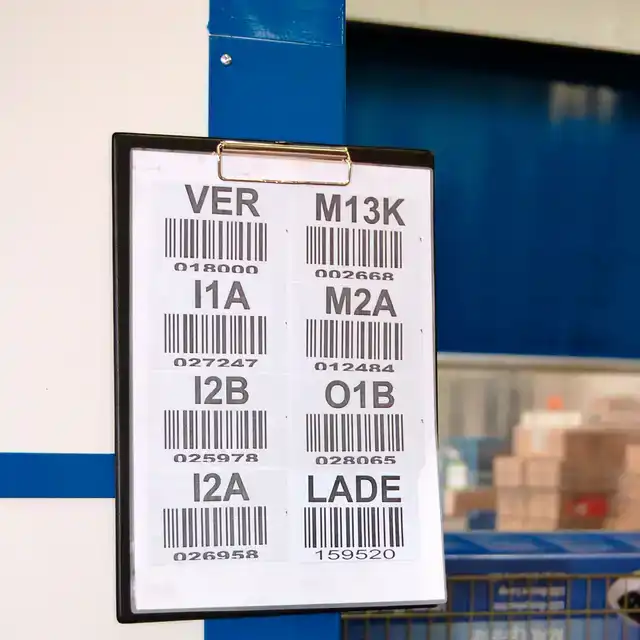 VER
018000
M13K
002668
I1A
027247
M2A
012484
I2B
025978
O1B
028065
I2A
026958
LADE
159520